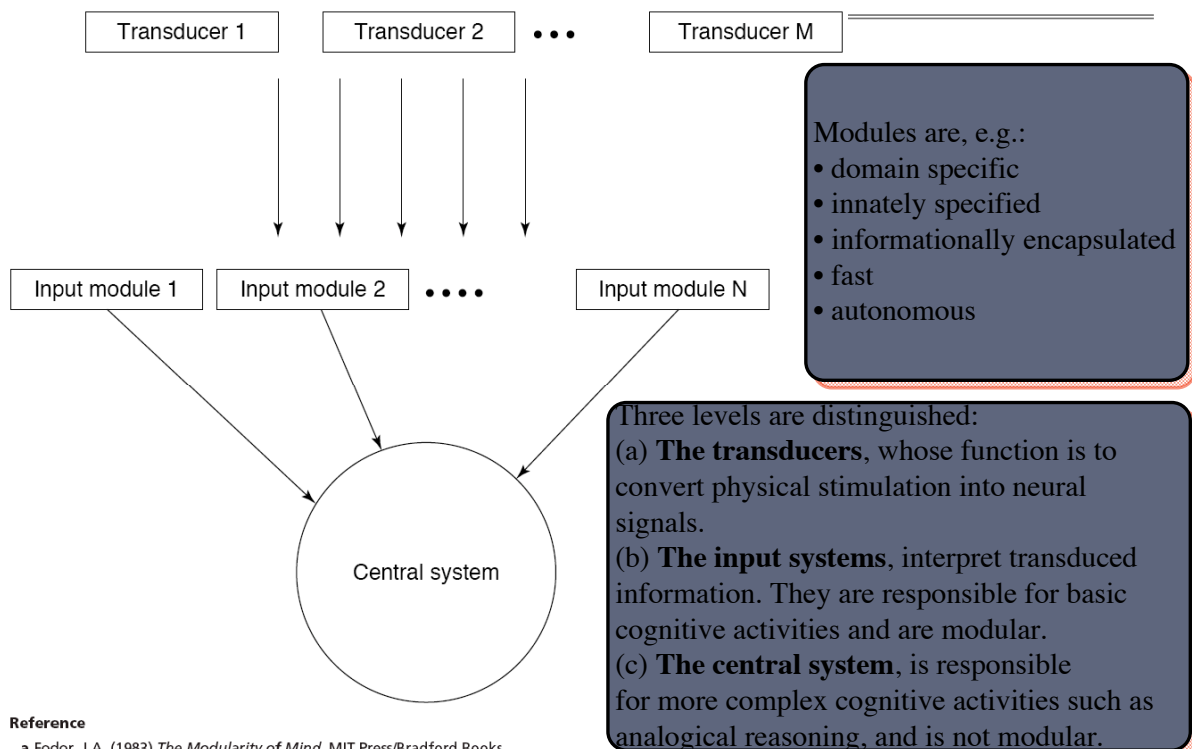 Transducer 1
Transducer 2
•••
Transducer M
Modules are, e.g.:
• domain specific
• innately specified
• informationally encapsulated
• fast
• autonomous
Input module 1
Input module 2
••••
Input module N
Central system
Three levels are distinguished:
(a) The transducers, whose function is to
convert physical stimulation into neural
signals.
(b) The input systems, interpret transduced
information. They are responsible for basic
cognitive activities and are modular.
(c) The central system, is responsible
for more complex cognitive activities such as
analogical reasoning, and is not modular.
Reference
a Fodor, J.A. (1983) The Modularity of Mind, MIT Press/Bradford Books